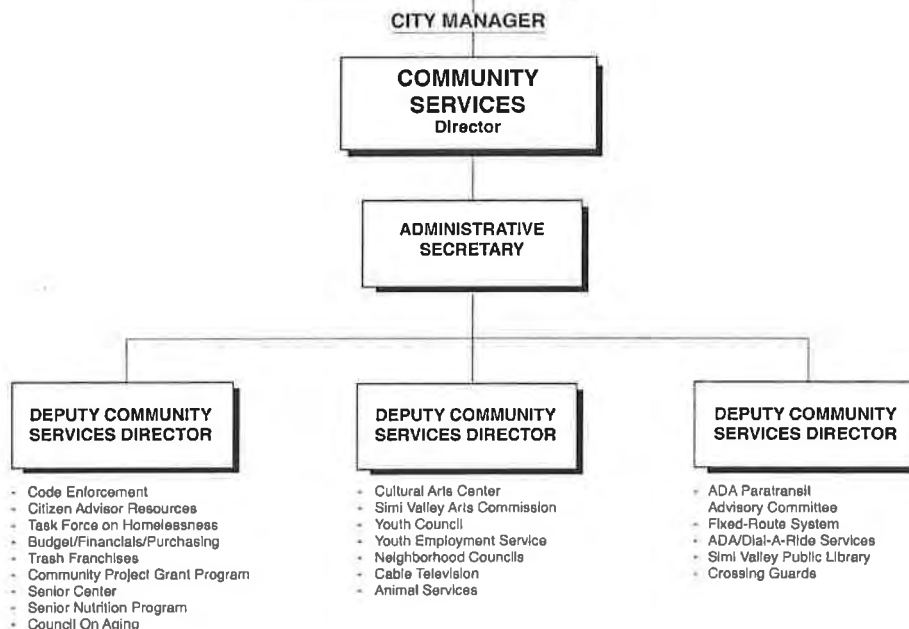 CITY MANAGER
COMMUNITY
SERVICES
Director
ADMINISTRATIVE
SECRETARY
DEPUTY COMMUNITY
SERVICES DIRECTOR
- Code Enforcement
- Citizen Advisor Resources
- Task Force on Homelessness
- Budget/Financials/Purchasing
- Trash Franchises
- Community Project Grant Program
- Senior Center
- Senior Nutrition Program
- Council On Aging
DEPUTY COMMUNITY
SERVICES DIRECTOR
- Cultural Arts Center
- Simi Valley Arts Commission
- Youth Council
- Youth Employment Service
- Neighborhood Councils
- Cable Television
- Animal Services
DEPUTY COMMUNITY
SERVICES DIRECTOR
- ADA Paratransit
Advisory Committee
- Fixed-Route System
- ADA/Dial-A-Ride Services
- Simi Valley Public Library
- Crossing Guards